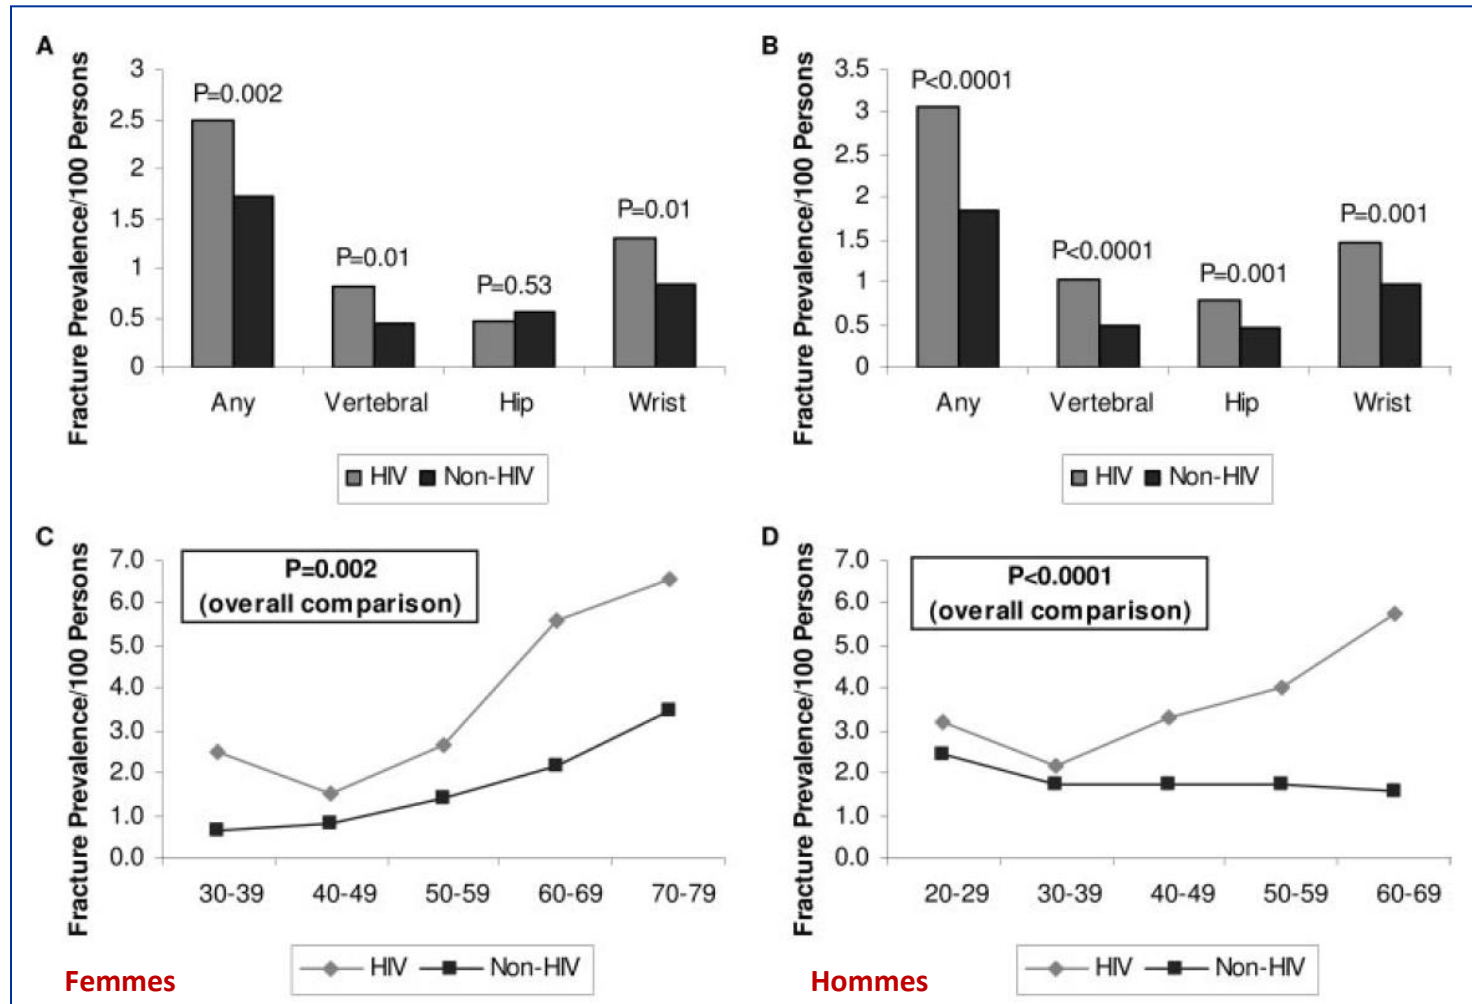 A
Fracture Prevalence/100 Persons
3
2.5
2
1.5
1
0.5
0
P=0.002
P=0.01
P=0.53
P=0.01
Any Vertebral Hip Wrist
HIV Non-HIV
B
Fracture Prevalence/100 Persons
3.5
3
2.5
2
1.5
1
0.5
0
P<0.0001
P<0.0001
P=0.001
P=0.001
Any Vertebral Hip Wrist
HIV Non-HIV
C
Fracture Prevalence/100 Persons
7.0
6.0
5.0
4.0
3.0
2.0
1.0
0.0
P=0.002
(overall comparison)
30-39 40-49 50-59 60-69 70-79
HIV Non-HIV
Femmes
D
Fracture Prevalence/100 Persons
7.0
6.0
5.0
4.0
3.0
2.0
1.0
0.0
P<0.0001
(overall comparison)
20-29 30-39 40-49 50-59 60-69
HIV Non-HIV
Hommes